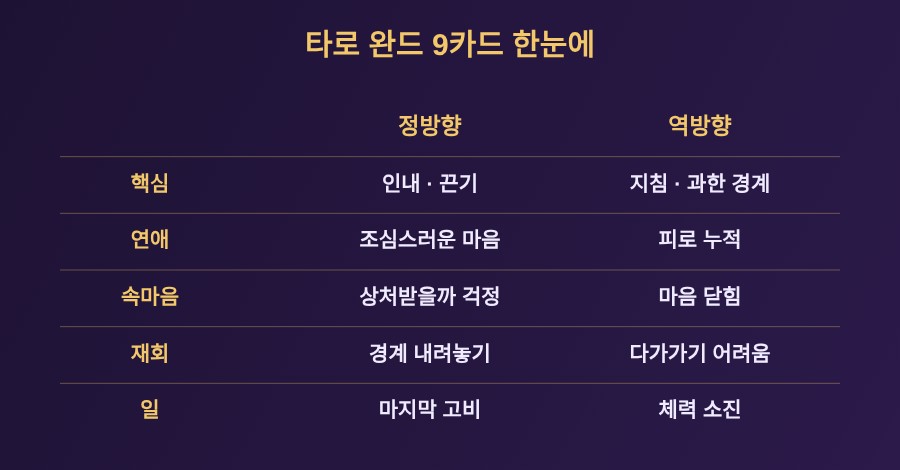 타로 완드 9카드 한눈에
정방향 역방향
핵심 인내 · 끈기 지침 · 과한 경계
연애 조심스러운 마음 피로 누적
속마음 상처받을까 걱정 마음 닫힘
재회 경계 내려놓기 다가가기 어려움
일 마지막 고비 체력 소진